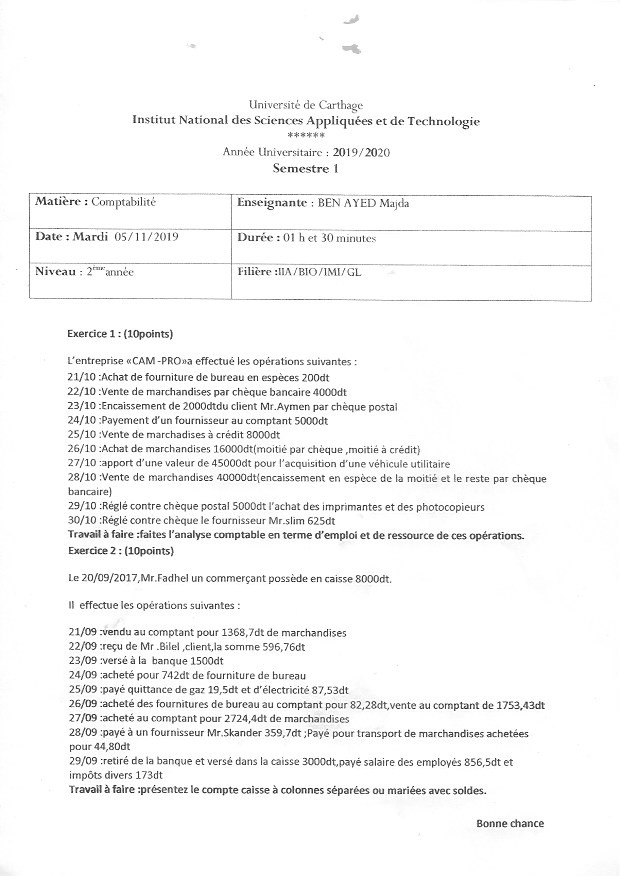 Université de Carthage
Institut National des Sciences Appliquées et de Technologie
******
Année Universitaire : 2019/2020
Semestre 1
Matière : Comptabilité
Enseignante : BEN AYED Majda
Date : Mardi 05/11/2019
Durée : 01 h et 30 minutes
Niveau : 2ème année
Filière :IIA/BIO/IMI/GL
Exercice 1 : (10points)
L'entreprise «CAM -PRO»a effectué les opérations suivantes :
21/10 :Achat de fourniture de bureau en espèces 200dt
22/10 :Vente de marchandises par chèque bancaire 4000dt
23/10 :Encaissement de 2000dtdu client Mr.Aymen par chèque postal
24/10 :Payement d'un fournisseur au comptant 5000dt
25/10 :Vente de marchadises à crédit 8000dt
26/10 :Achat de marchandises 16000dt(moitié par chèque ,moitié à crédit)
27/10 :apport d'une valeur de 45000dt pour l'acquisition d'une véhicule utilitaire
28/10 :Vente de marchandises 40000dt(encaissement en espèce de la moitié et le reste par chèque
bancaire)
29/10 :Réglé contre chèque postal 5000dt l'achat des imprimantes et des photocopieurs
30/10 :Réglé contre chèque le fournisseur Mr.slim 625dt
Travail à faire :faites l'analyse comptable en terme d'emploi et de ressource de ces opérations.
Exercice 2 : (10points)
Le 20/09/2017,Mr.Fadhel un commerçant possède en caisse 8000dt.
Il effectue les opérations suivantes :
21/09 :vendu au comptant pour 1368,7dt de marchandises
22/09 :reçu de Mr .Bilel ,client,la somme 596,76dt
23/09 :versé à la banque 1500dt
24/09 :acheté pour 742dt de fourniture de bureau
25/09 :payé quittance de gaz 19,5dt et d'électricité 87,53dt
26/09 :acheté des fournitures de bureau au comptant pour 82,28dt,vente au comptant de 1753,43dt
27/09 :acheté au comptant pour 2724,4dt de marchandises
28/09 :payé à un fournisseur Mr.Skander 359,7dt ;Payé pour transport de marchandises achetées
pour 44,80dt
29/09 :retiré de la banque et versé dans la caisse 3000dt,payé salaire des employés 856,5dt et
impôts divers 173dt
Travail à faire :présentez le compte caisse à colonnes séparées ou mariées avec soldes.
Bonne chance